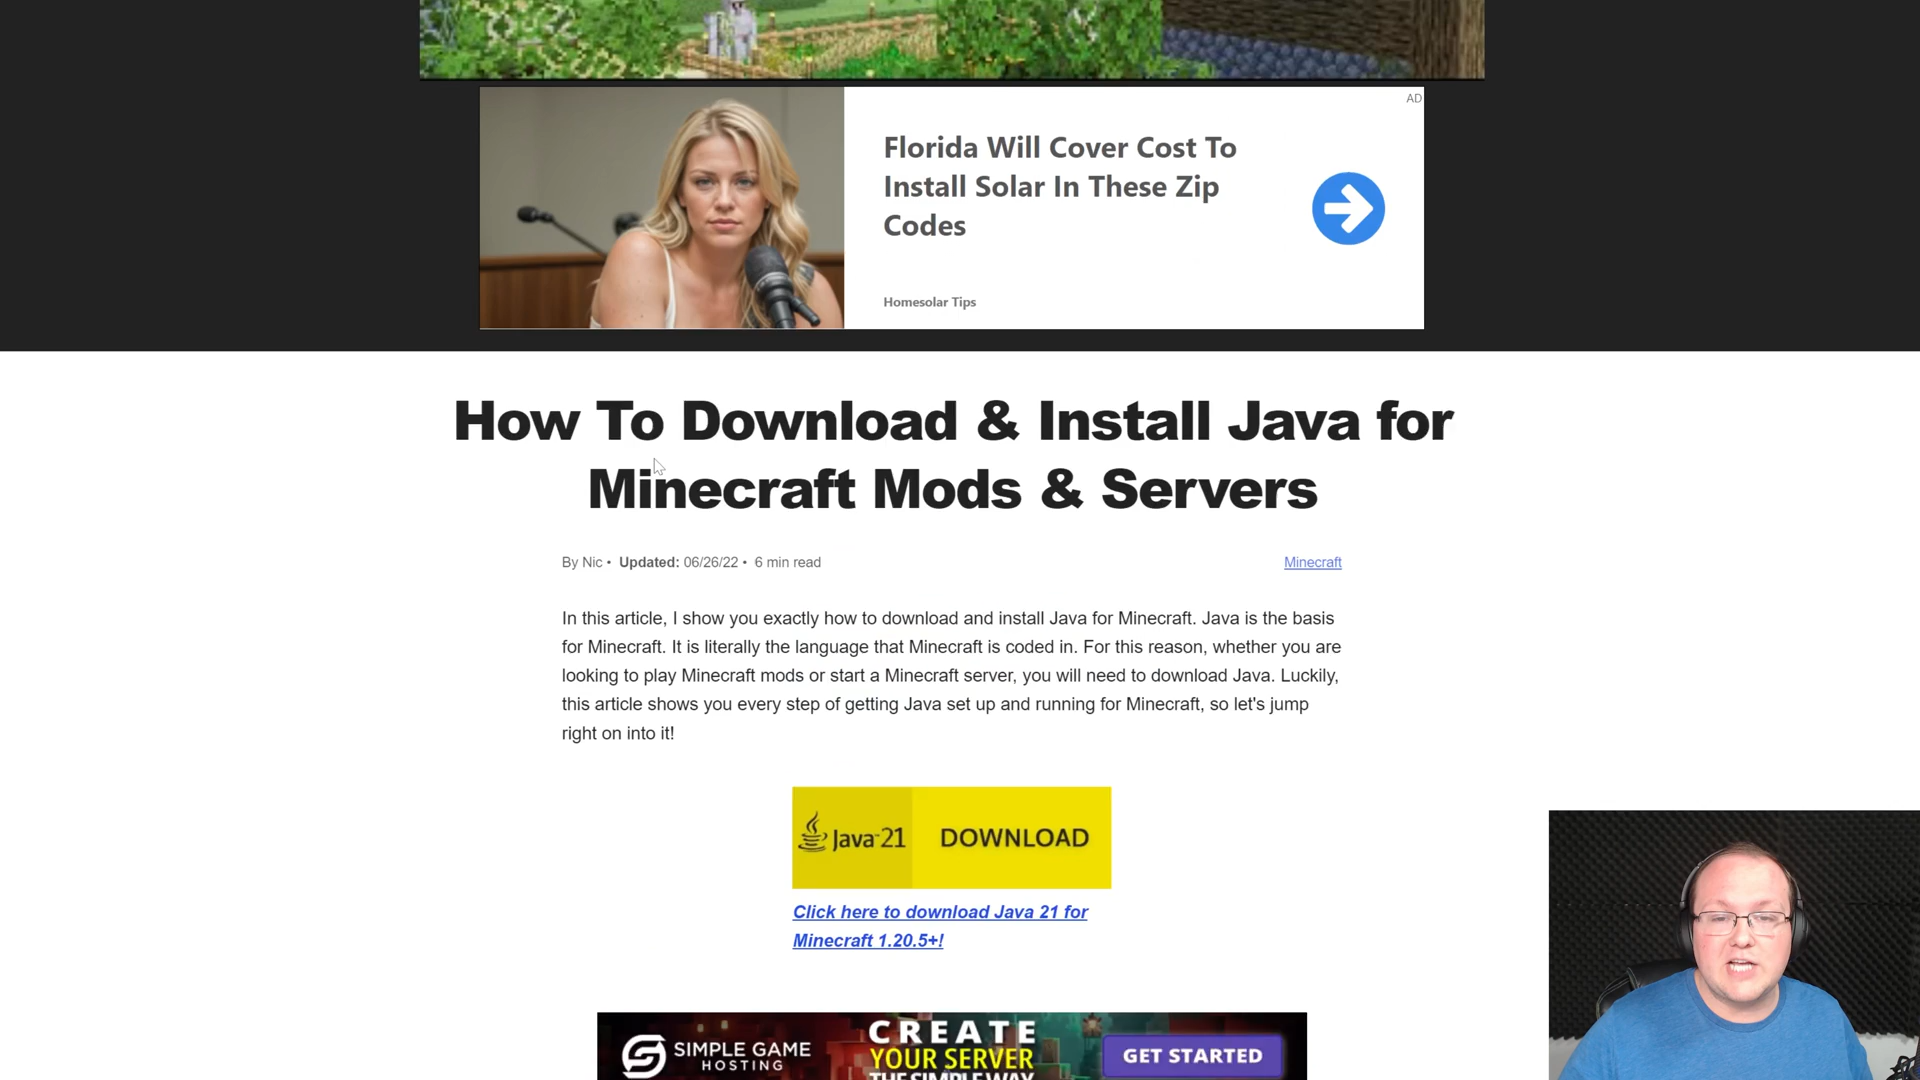 AD
Florida Will Cover Cost To
Install Solar In These Zip
Codes
Homesolar Tips
How To Download & Install Java for
Minecraft Mods & Servers
By Nic • Updated: 06/26/22 • 6 min read
Minecraft
In this article, I show you exactly how to download and install Java for Minecraft. Java is the basis
for Minecraft. It is literally the language that Minecraft is coded in. For this reason, whether you are
looking to play Minecraft mods or start a Minecraft server, you will need to download Java. Luckily,
this article shows you every step of getting Java set up and running for Minecraft, so let's jump
right on into it!
Java™21 DOWNLOAD
Click here to download Java 21 for
Minecraft 1.20.5+!
SIMPLE GAME
HOSTING
CREATE
YOUR SERVER
THE SIMPLE WAY
GET STARTED